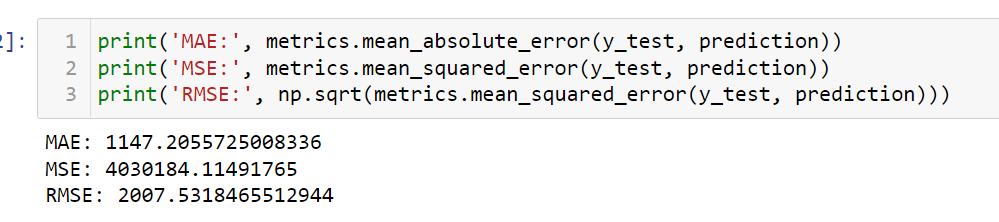 2]:
1 print('MAE:', metrics.mean_absolute_error(y_test, prediction))
2 print('MSE:', metrics.mean_squared_error(y_test, prediction))
3 print('RMSE:', np.sqrt(metrics.mean_squared_error(y_test, prediction)))
MAE: 1147.2055725008336
MSE: 4030184.11491765
RMSE: 2007.5318465512944